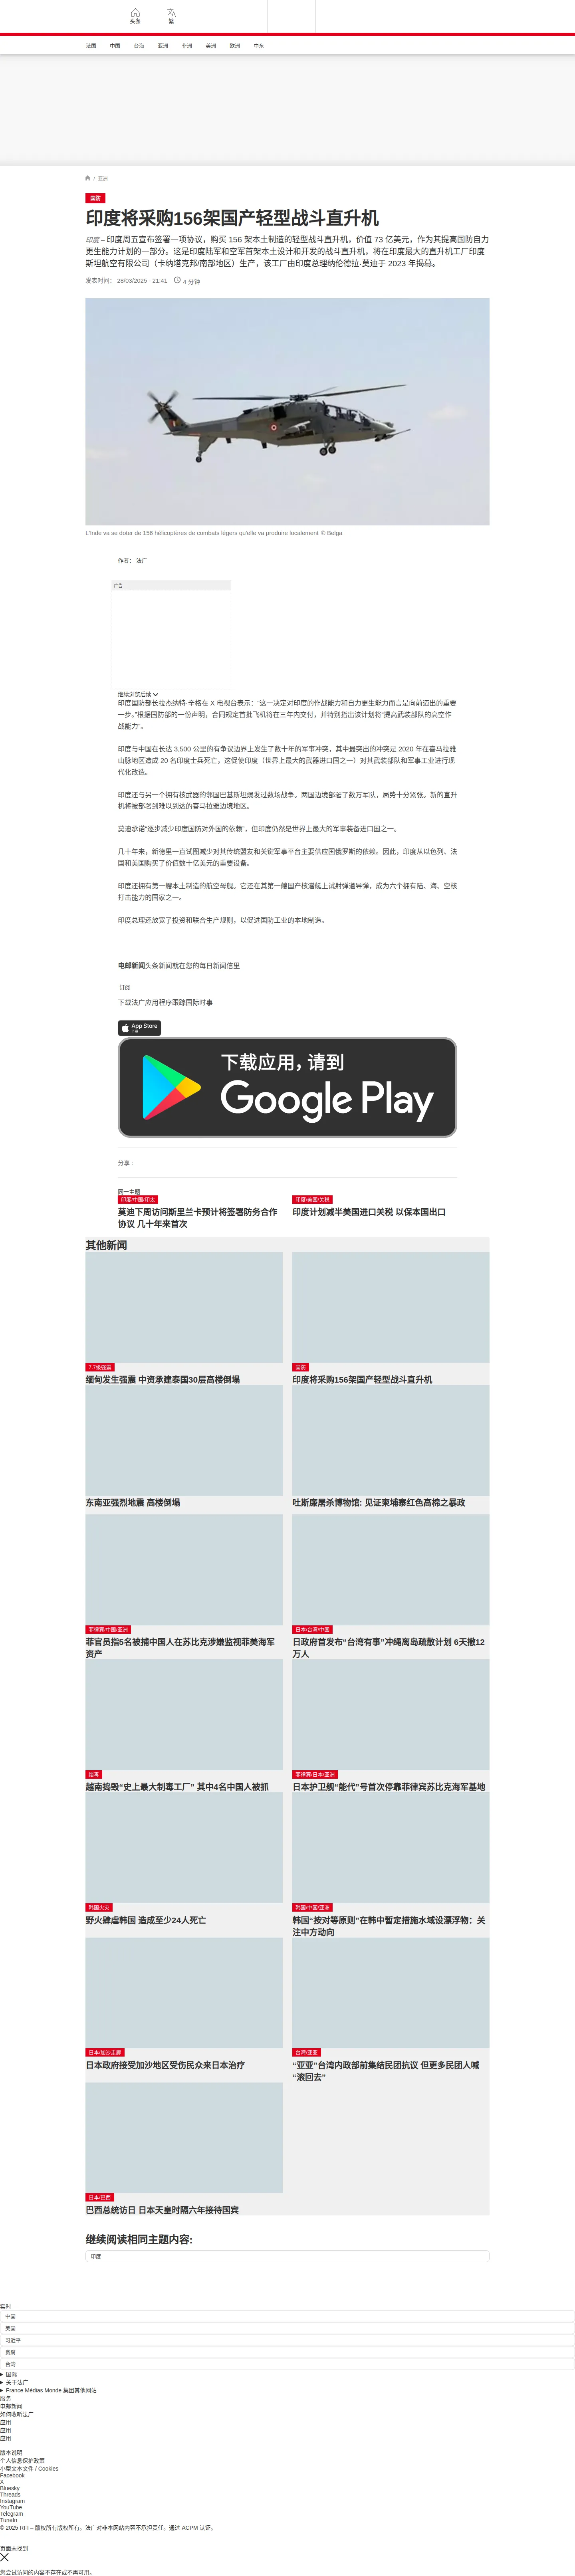 头条
繁
法国 中国 台海 亚洲 非洲 美洲 欧洲 中东
/ 亚洲
国防
印度将采购156架国产轻型战斗直升机
印度 – 印度周五宣布签署一项协议，购买 156 架本土制造的轻型战斗直升机，价值 73 亿美元，作为其提高国防自力
更生能力计划的一部分。这是印度陆军和空军首架本土设计和开发的战斗直升机，将在印度最大的直升机工厂印度
斯坦航空有限公司（卡纳塔克邦/南部地区）生产，该工厂由印度总理纳伦德拉·莫迪于 2023 年揭幕。
发表时间： 28/03/2025 - 21:41 4 分钟
L'Inde va se doter de 156 hélicoptères de combats légers qu'elle va produire localement © Belga
作者： 法广
广告
继续浏览后续
印度国防部长拉杰纳特·辛格在 X 电视台表示：“这一决定对印度的作战能力和自力更生能力而言是向前迈出的重要
一步。”根据国防部的一份声明，合同规定首批飞机将在三年内交付，并特别指出该计划将“提高武装部队的高空作
战能力”。
印度与中国在长达 3,500 公里的有争议边界上发生了数十年的军事冲突，其中最突出的冲突是 2020 年在喜马拉雅
山脉地区造成 20 名印度士兵死亡，这促使印度（世界上最大的武器进口国之一）对其武装部队和军事工业进行现
代化改造。
印度还与另一个拥有核武器的邻国巴基斯坦爆发过数场战争。两国边境部署了数万军队，局势十分紧张。新的直升
机将被部署到难以到达的喜马拉雅边境地区。
莫迪承诺“逐步减少印度国防对外国的依赖”，但印度仍然是世界上最大的军事装备进口国之一。
几十年来，新德里一直试图减少对其传统盟友和关键军事平台主要供应国俄罗斯的依赖。因此，印度从以色列、法
国和美国购买了价值数十亿美元的重要设备。
印度还拥有第一艘本土制造的航空母舰。它还在其第一艘国产核潜艇上试射弹道导弹，成为六个拥有陆、海、空核
打击能力的国家之一。
印度总理还放宽了投资和联合生产规则，以促进国防工业的本地制造。
电邮新闻头条新闻就在您的每日新闻信里
订阅
下载法广应用程序跟踪国际时事
App Store
下载
下载应用，请到
Google Play
分享 :
同一主题
印度/中国/印太
莫迪下周访问斯里兰卡预计将签署防务合作
协议 几十年来首次
印度/美国/关税
印度计划减半美国进口关税 以保本国出口
其他新闻
7.7级强震
缅甸发生强震 中资承建泰国30层高楼倒塌
国防
印度将采购156架国产轻型战斗直升机
东南亚强烈地震 高楼倒塌
吐斯廉屠杀博物馆: 见证柬埔寨红色高棉之暴政
菲律宾/中国/亚洲
菲官员指5名被捕中国人在苏比克涉嫌监视菲美海军
资产
日本/台湾/中国
日政府首发布“台湾有事”冲绳离岛疏散计划 6天撤12
万人
缉毒
越南捣毁“史上最大制毒工厂” 其中4名中国人被抓
菲律宾/日本/亚洲
日本护卫舰“能代”号首次停靠菲律宾苏比克海军基地
韩国火灾
野火肆虐韩国 造成至少24人死亡
韩国/中国/亚洲
韩国“按对等原则”在韩中暂定措施水域设漂浮物：关
注中方动向
日本/加沙走廊
日本政府接受加沙地区受伤民众来日本治疗
台湾/亚亚
“亚亚”台湾内政部前集结民团抗议 但更多民团人喊
“滚回去”
日本/巴西
巴西总统访日 日本天皇时隔六年接待国宾
继续阅读相同主题内容:
印度
实时
中国
美国
习近平
贪腐
台湾
国际
关于法广
France Médias Monde 集团其他网站
服务
电邮新闻
如何收听法广
应用
应用
应用
版本说明
个人信息保护政策
小型文本文件 / Cookies
Facebook
X
Bluesky
Threads
Instagram
YouTube
Telegram
TuneIn
© 2025 RFI – 版权所有版权所有。法广对非本网站内容不承担责任。通过 ACPM 认证。
页面未找到
您尝试访问的内容不存在或不再可用。